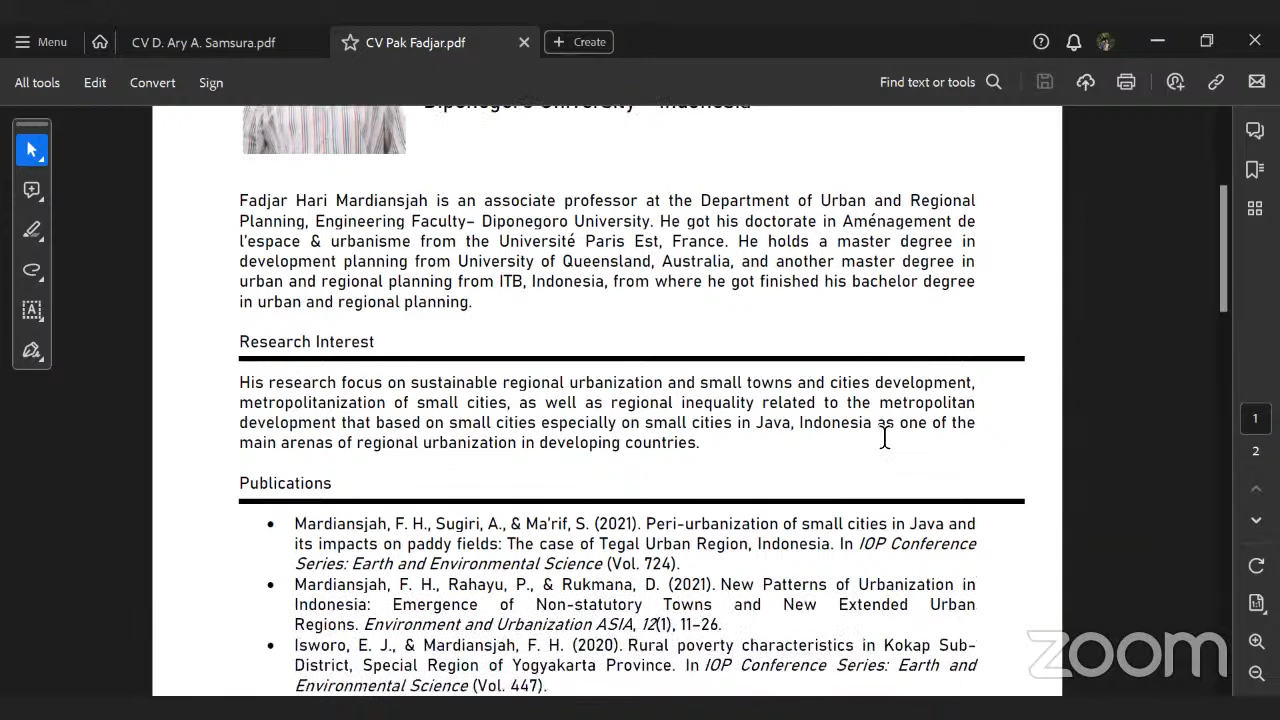 Menu
CV D. Ary A. Samsura.pdf
CV Pak Fadjar.pdf
Create
All tools
Edit
Convert
Sign
Find text or tools
Diponegoro University – Indonesia
Fadjar Hari Mardiansjah is an associate professor at the Department of Urban and Regional
Planning, Engineering Faculty– Diponegoro University. He got his doctorate in Aménagement de
l'espace & urbanisme from the Université Paris Est, France. He holds a master degree in
development planning from University of Queensland, Australia, and another master degree in
urban and regional planning from ITB, Indonesia, from where he got finished his bachelor degree
in urban and regional planning.
Research Interest
His research focus on sustainable regional urbanization and small towns and cities development,
metropolitanization of small cities, as well as regional inequality related to the metropolitan
development that based on small cities especially on small cities in Java, Indonesia as one of the
main arenas of regional urbanization in developing countries.
Publications
• Mardiansjah, F. H., Sugiri, A., & Ma'rif, S. (2021). Peri-urbanization of small cities in Java and
its impacts on paddy fields: The case of Tegal Urban Region, Indonesia. In IOP Conference
Series: Earth and Environmental Science (Vol. 724).
• Mardiansjah, F. H., Rahayu, P., & Rukmana, D. (2021). New Patterns of Urbanization in
Indonesia: Emergence of Non-statutory Towns and New Extended Urban
Regions. Environment and Urbanization ASIA, 12(1), 11–26.
• Isworo, E. J., & Mardiansjah, F. H. (2020). Rural poverty characteristics in Kokap Sub-
District, Special Region of Yogyakarta Province. In IOP Conference Series: Earth and
Environmental Science (Vol. 447).
1
2
zoom